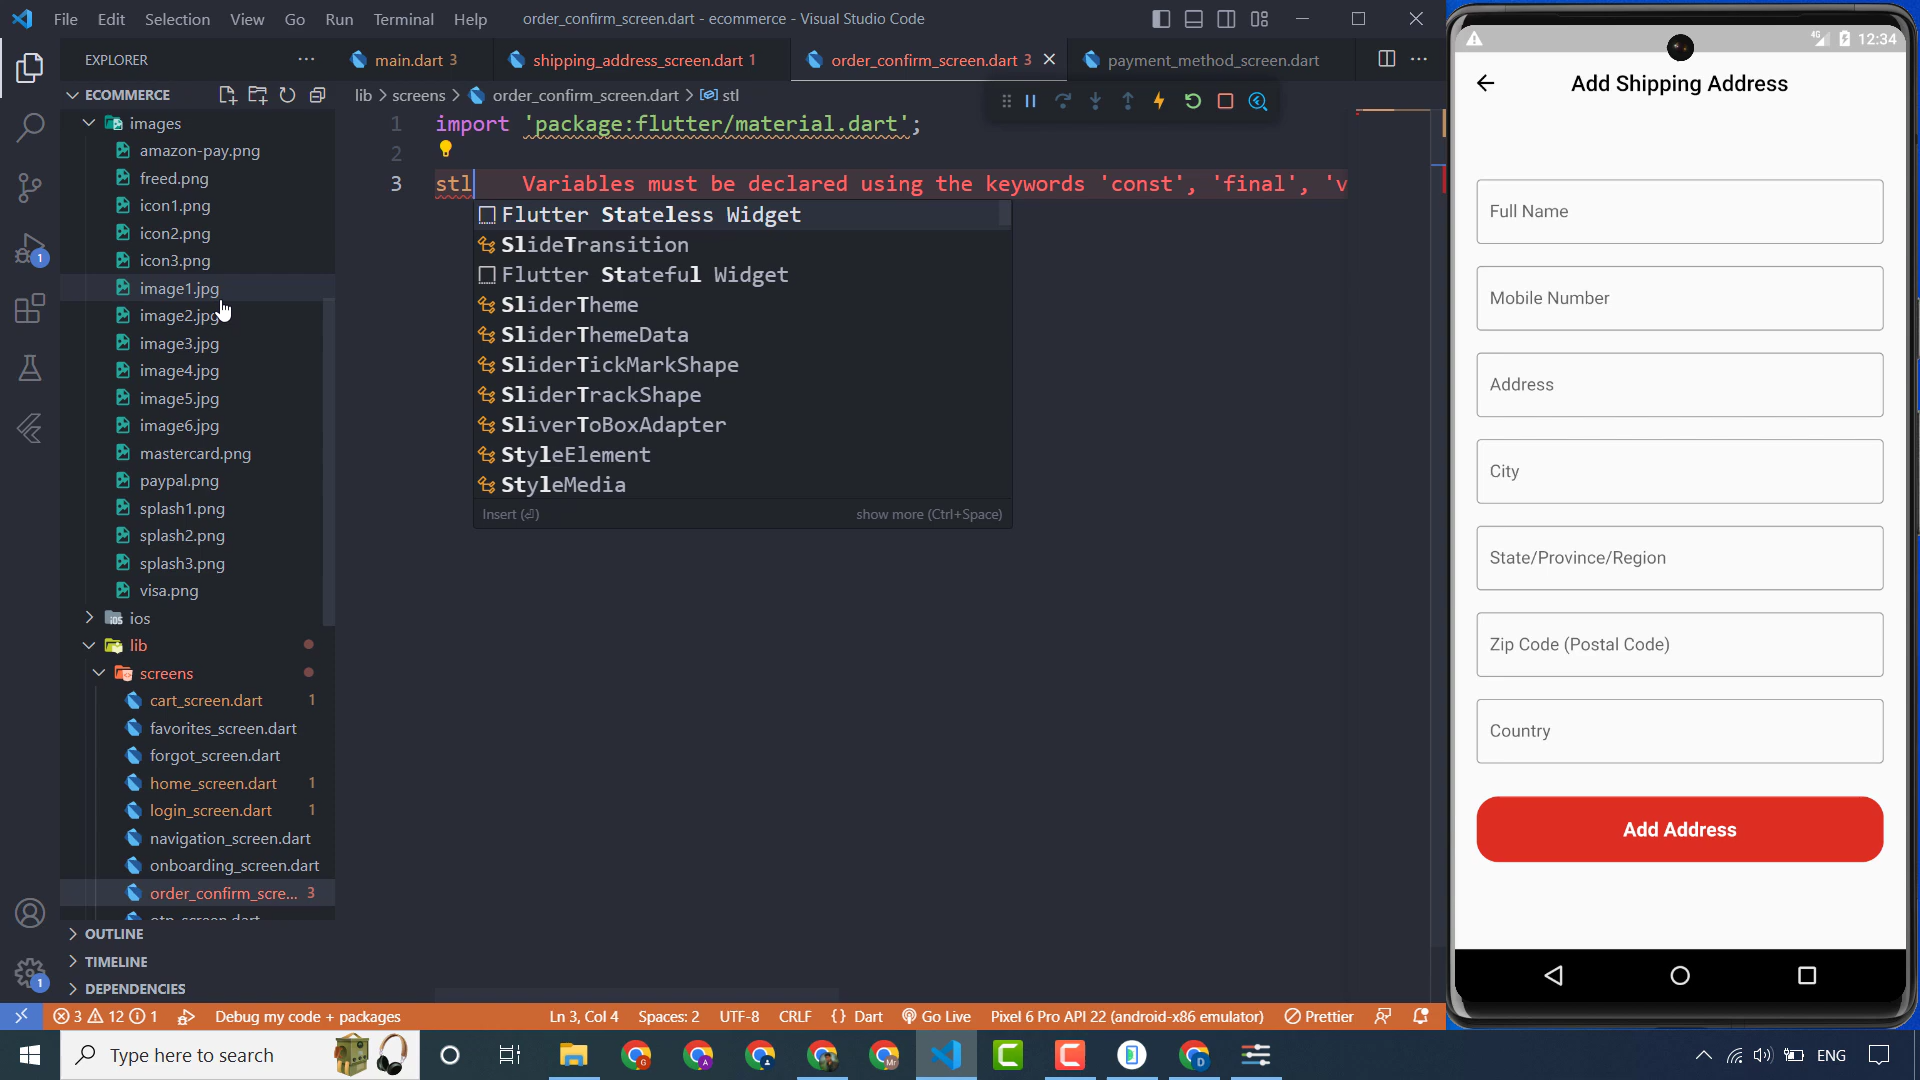 File Edit Selection View Go Run Terminal Help
order_confirm_screen.dart - ecommerce - Visual Studio Code
EXPLORER
main.dart 3
shipping_address_screen.dart 1
order_confirm_screen.dart 3
payment_method_screen.dart
ECOMMERCE
lib > screens > order_confirm_screen.dart > stl
images
amazon-pay.png
freed.png
icon1.png
icon2.png
icon3.png
image1.jpg
image2.jpg
image3.jpg
image4.jpg
image5.jpg
image6.jpg
mastercard.png
paypal.png
splash1.png
splash2.png
splash3.png
visa.png
ios
lib
screens
cart_screen.dart 1
favorites_screen.dart
forgot_screen.dart
home_screen.dart 1
login_screen.dart 1
navigation_screen.dart
onboarding_screen.dart
order_confirm_scre... 3
OUTLINE
TIMELINE
DEPENDENCIES
1 import 'package:flutter/material.dart';
2
3 stl Variables must be declared using the keywords 'const', 'final', 'v
Flutter Stateless Widget
SlideTransition
Flutter Stateful Widget
SliderTheme
SliderThemeData
SliderTickMarkShape
SliderTrackShape
SliverToBoxAdapter
StyleElement
StyleMedia
Insert (⏎) show more (Ctrl+Space)
1
1
3 12 1 Debug my code + packages
Ln 3, Col 4 Spaces: 2 UTF-8 CRLF {} Dart Go Live Pixel 6 Pro API 22 (android-x86 emulator) Prettier
Type here to search
ENG
4G 12:34
Add Shipping Address
Full Name
Mobile Number
Address
City
State/Province/Region
Zip Code (Postal Code)
Country
Add Address